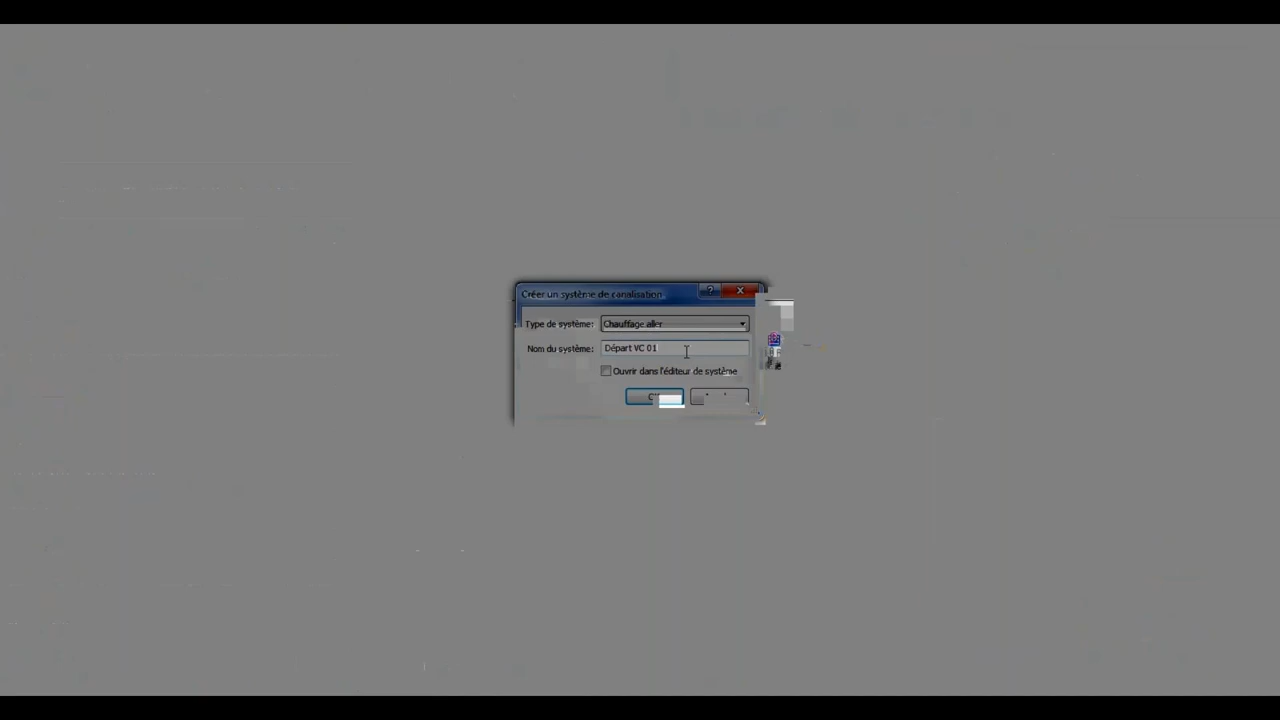 Créer un système de canalisation
Type de système: Chauffage aller
Nom du système: Départ VC 01
Ouvrir dans l'éditeur de système